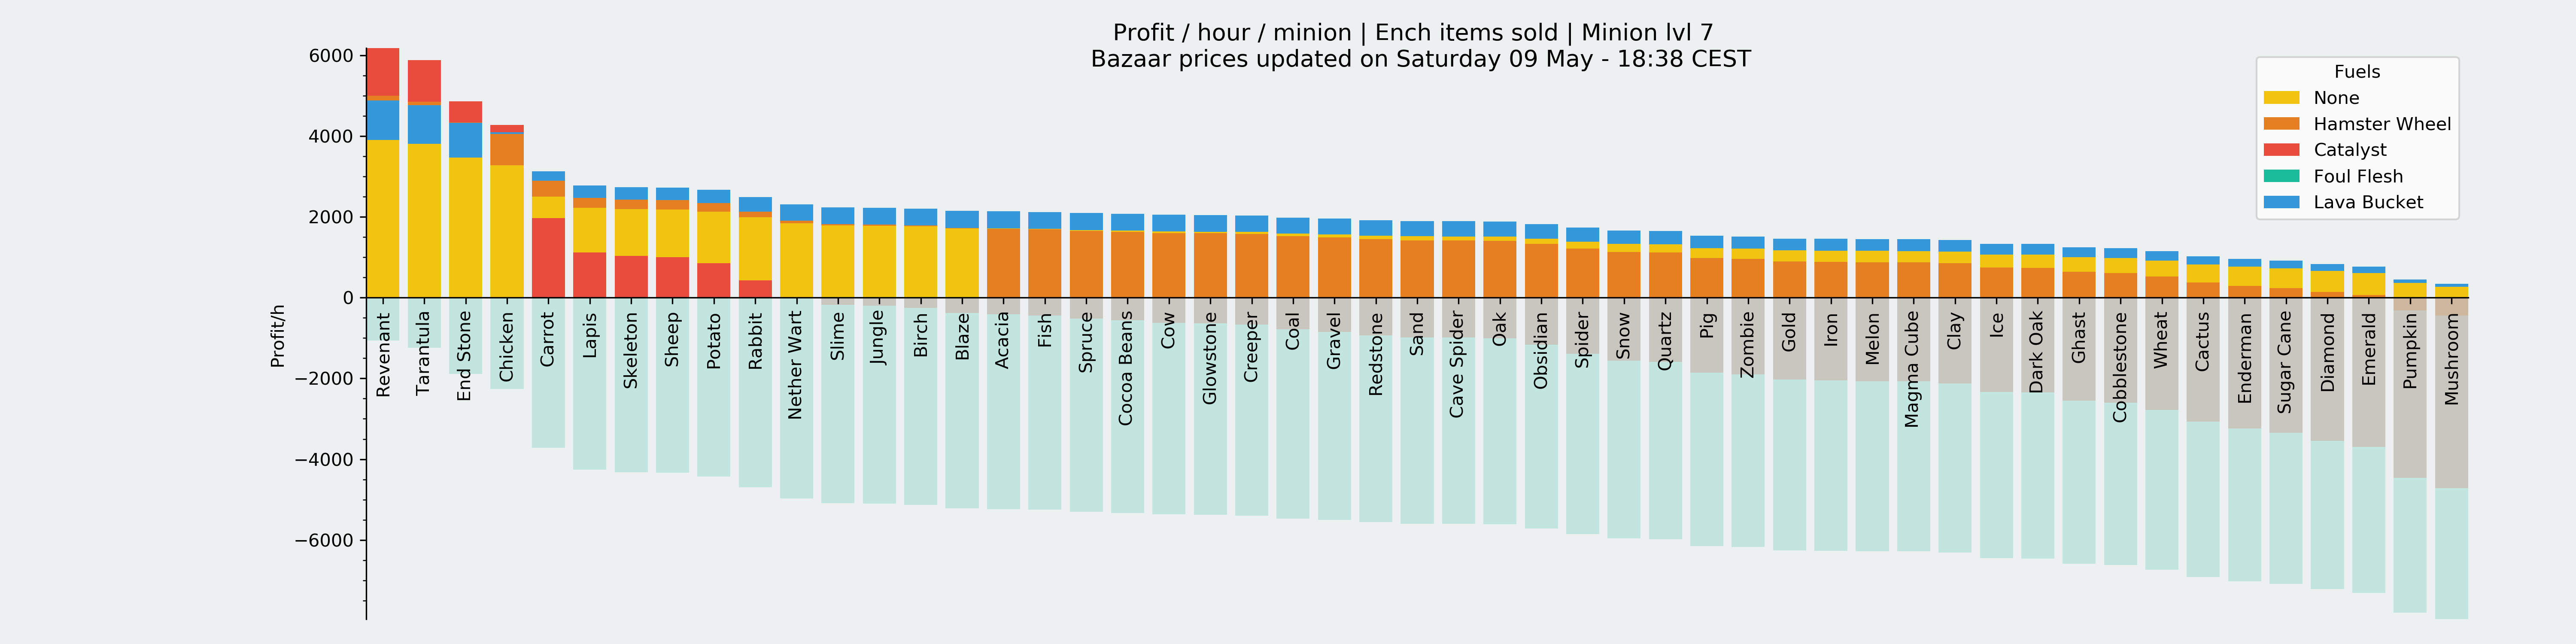 Profit / hour / minion | Ench items sold | Minion lvl 7
Bazaar prices updated on Saturday 09 May - 18:38 CEST
Fuels
None
Hamster Wheel
Catalyst
Foul Flesh
Lava Bucket
Profit/h
6000
4000
2000
0
−2000
−4000
−6000
Revenant
Tarantula
End Stone
Chicken
Carrot
Lapis
Skeleton
Sheep
Potato
Rabbit
Nether Wart
Slime
Jungle
Birch
Blaze
Acacia
Fish
Spruce
Cocoa Beans
Cow
Glowstone
Creeper
Coal
Gravel
Redstone
Sand
Cave Spider
Oak
Obsidian
Spider
Snow
Quartz
Pig
Zombie
Gold
Iron
Melon
Magma Cube
Clay
Ice
Dark Oak
Ghast
Cobblestone
Wheat
Cactus
Enderman
Sugar Cane
Diamond
Emerald
Pumpkin
Mushroom